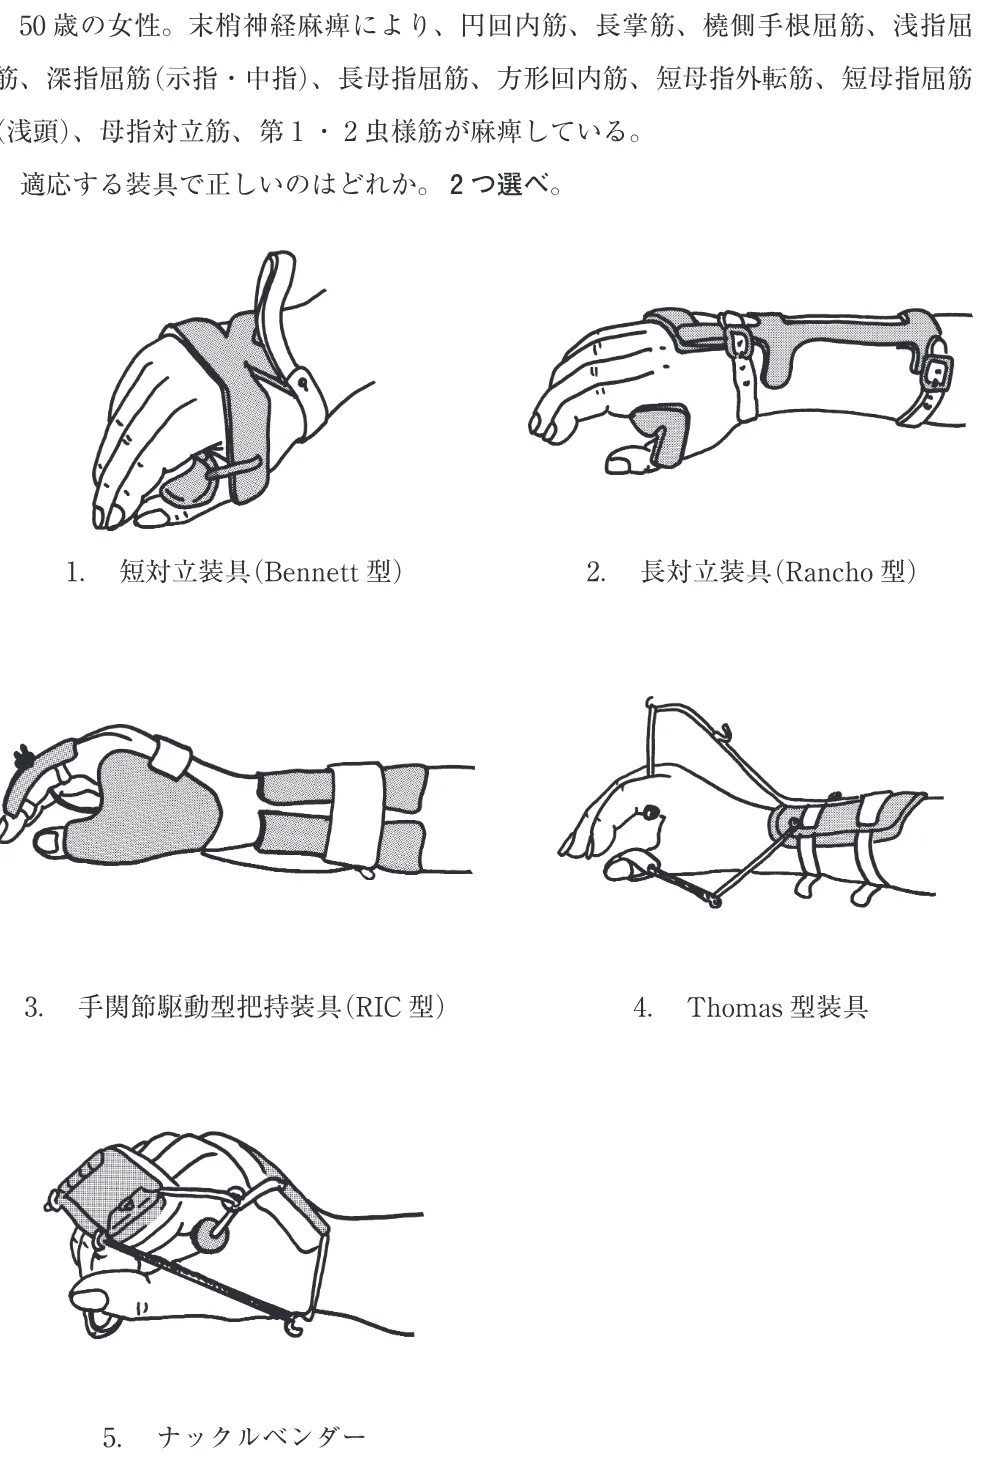 50歳の女性。末梢神経麻痺により、円回内筋、長掌筋、橈側手根屈筋、浅指屈
筋、深指屈筋(示指・中指)、長母指屈筋、方形回内筋、短母指外転筋、短母指屈筋
(浅頭)、母指対立筋、第1・2虫様筋が麻痺している。
適応する装具で正しいのはどれか。2つ選べ。
1. 短対立装具(Bennett型)
2. 長対立装具(Rancho型)
3. 手関節駆動型把持装具(RIC型)
4. Thomas型装具
5. ナックルベンダー